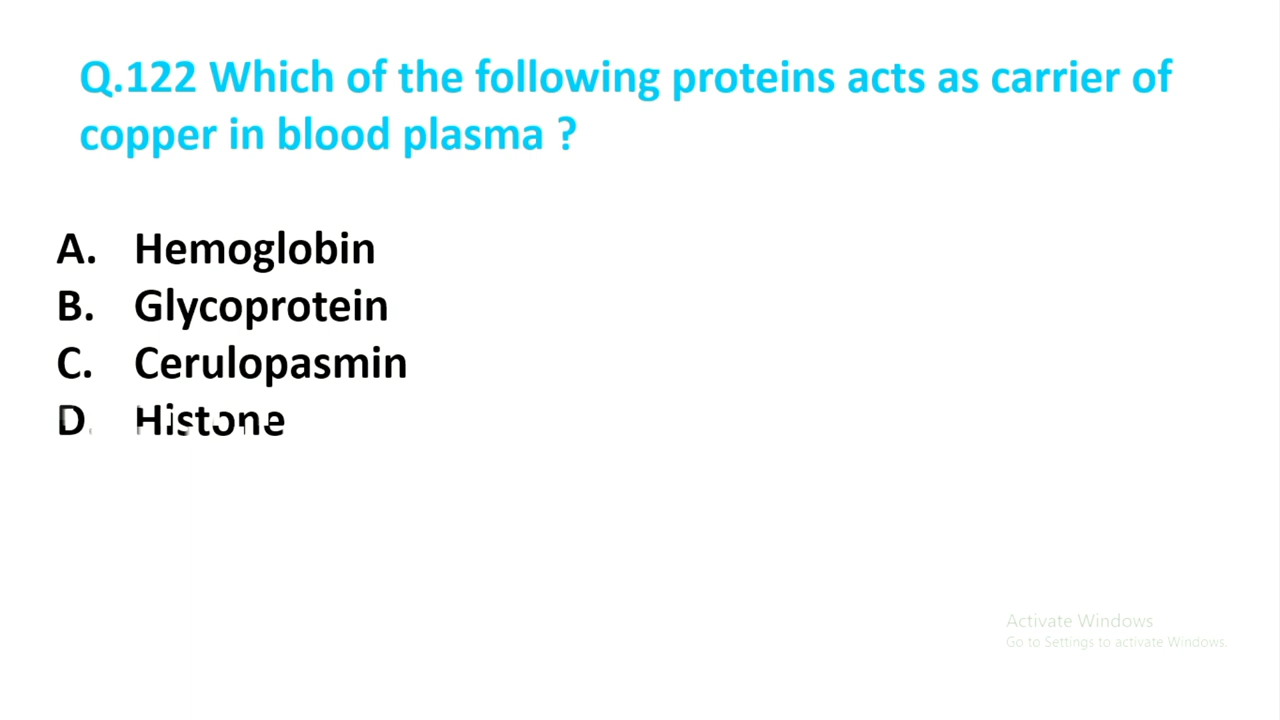 Q.122 Which of the following proteins acts as carrier of
copper in blood plasma ?
A. Hemoglobin
B. Glycoprotein
C. Cerulopasmin
D. Histone
Activate Windows
Go to Settings to activate Windows.